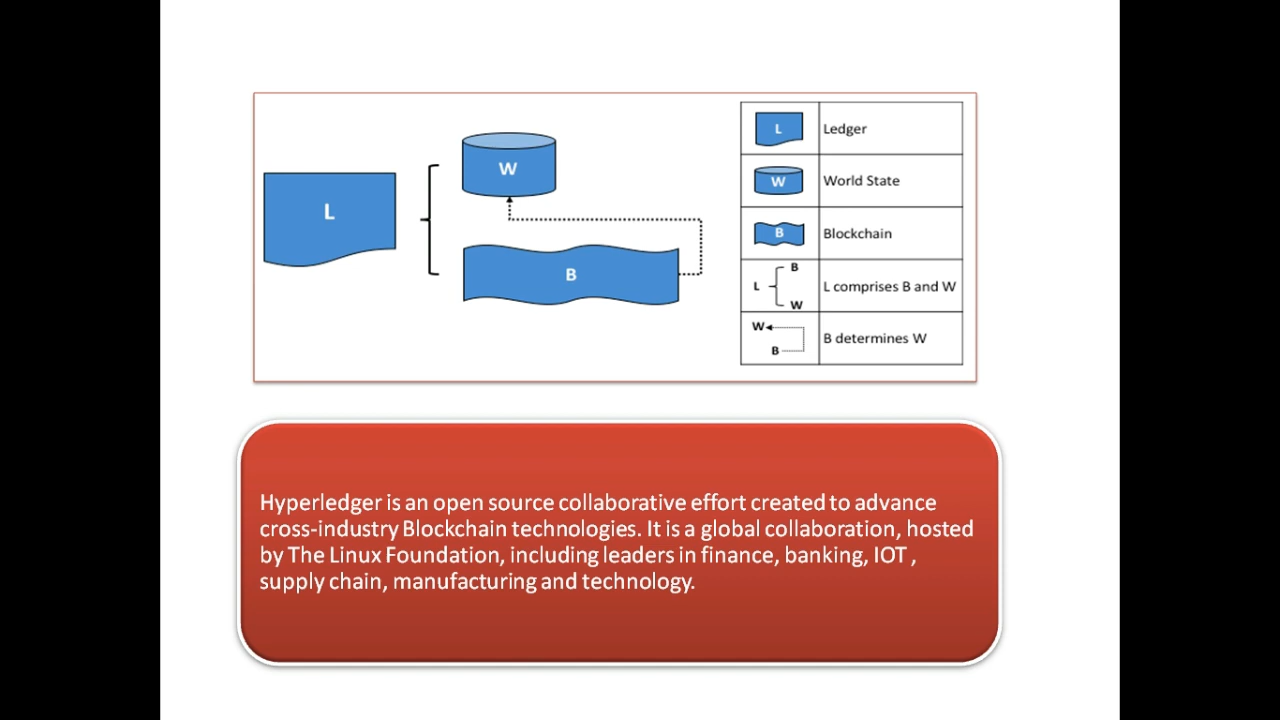 L
W
B
L
Ledger
W
World State
B
Blockchain
B
L
W
L comprises B and W
W
B
B determines W
Hyperledger is an open source collaborative effort created to advance
cross-industry Blockchain technologies. It is a global collaboration, hosted
by The Linux Foundation, including leaders in finance, banking, IOT ,
supply chain, manufacturing and technology.